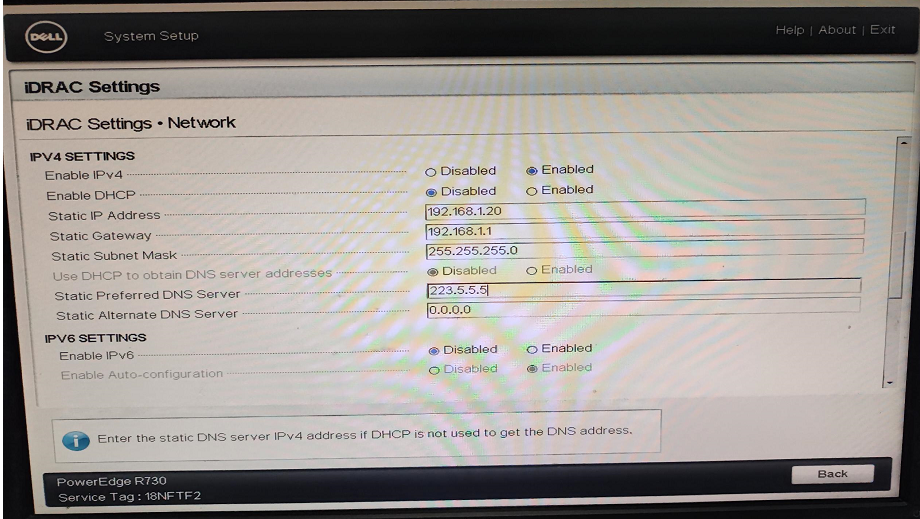 DELL
System Setup
Help | About | Exit
iDRAC Settings
iDRAC Settings • Network
IPV4 SETTINGS
Enable IPv4 Disabled Enabled
Enable DHCP Disabled Enabled
Static IP Address 192.168.1.20
Static Gateway 192.168.1.1
Static Subnet Mask 255.255.255.0
Use DHCP to obtain DNS server addresses Disabled Enabled
Static Preferred DNS Server 223.5.5.5
Static Alternate DNS Server 0.0.0.0
IPV6 SETTINGS
Enable IPv6 Disabled Enabled
Enable Auto-configuration Disabled Enabled
Enter the static DNS server IPv4 address if DHCP is not used to get the DNS address.
PowerEdge R730
Service Tag : 18NFTF2
Back